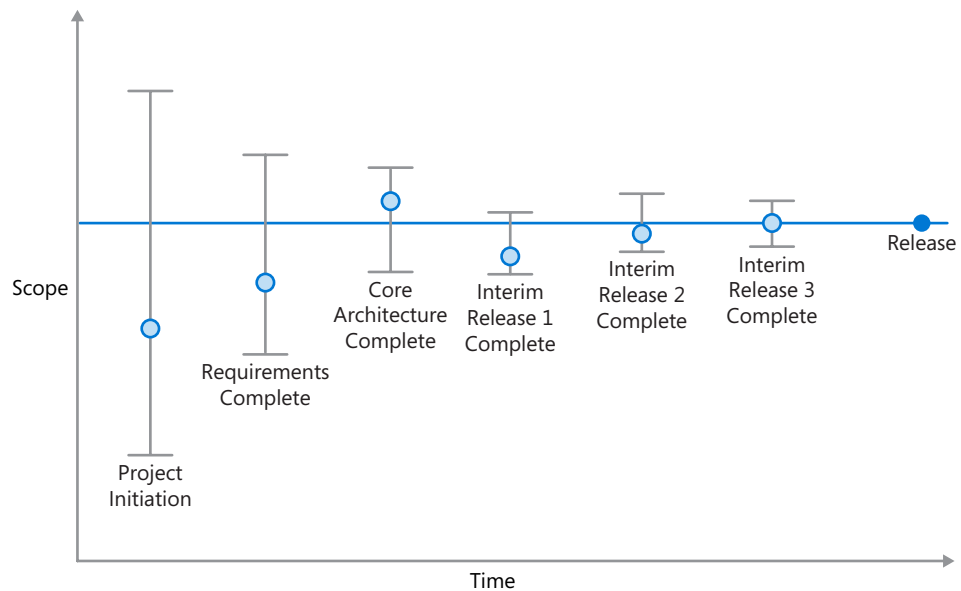 Scope
Project
Initiation
Requirements
Complete
Core
Architecture
Complete
Interim
Release 1
Complete
Interim
Release 2
Complete
Interim
Release 3
Complete
Release
Time